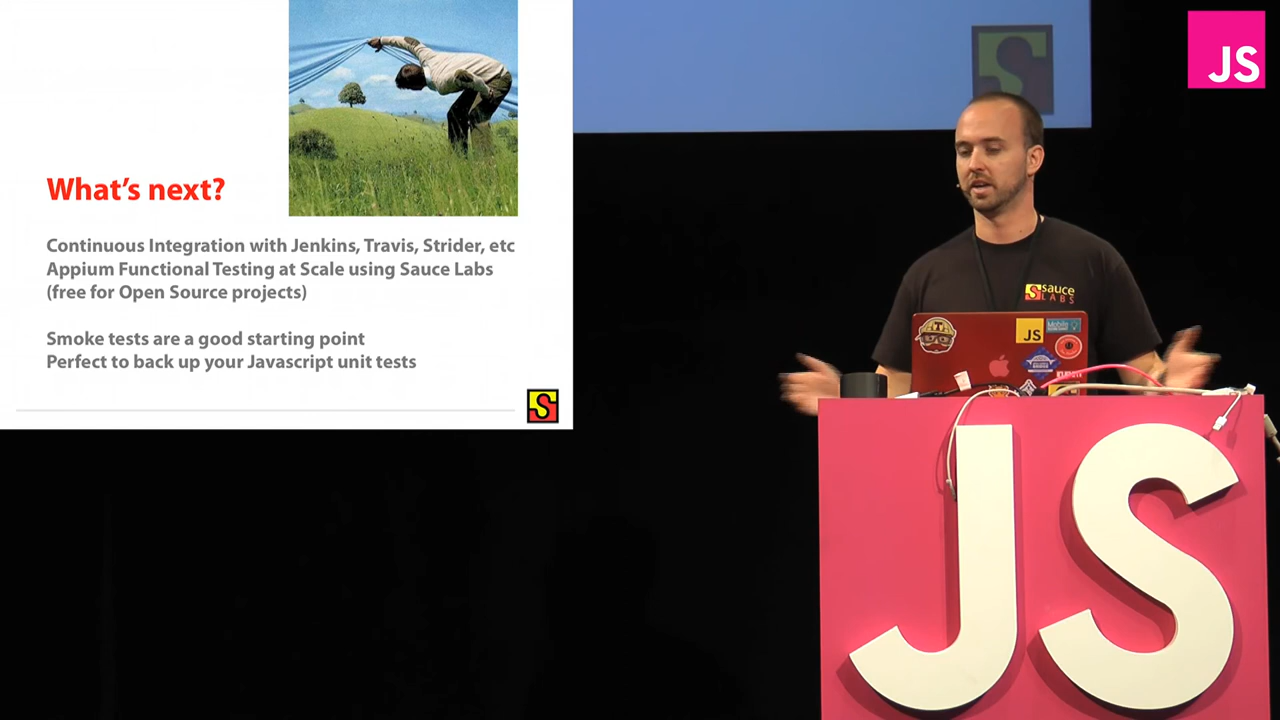 What's next?
Continuous Integration with Jenkins, Travis, Strider, etc
Appium Functional Testing at Scale using Sauce Labs
(free for Open Source projects)
Smoke tests are a good starting point
Perfect to back up your Javascript unit tests
S
S
JS
sauce
LABS
JS
Mobile
JS